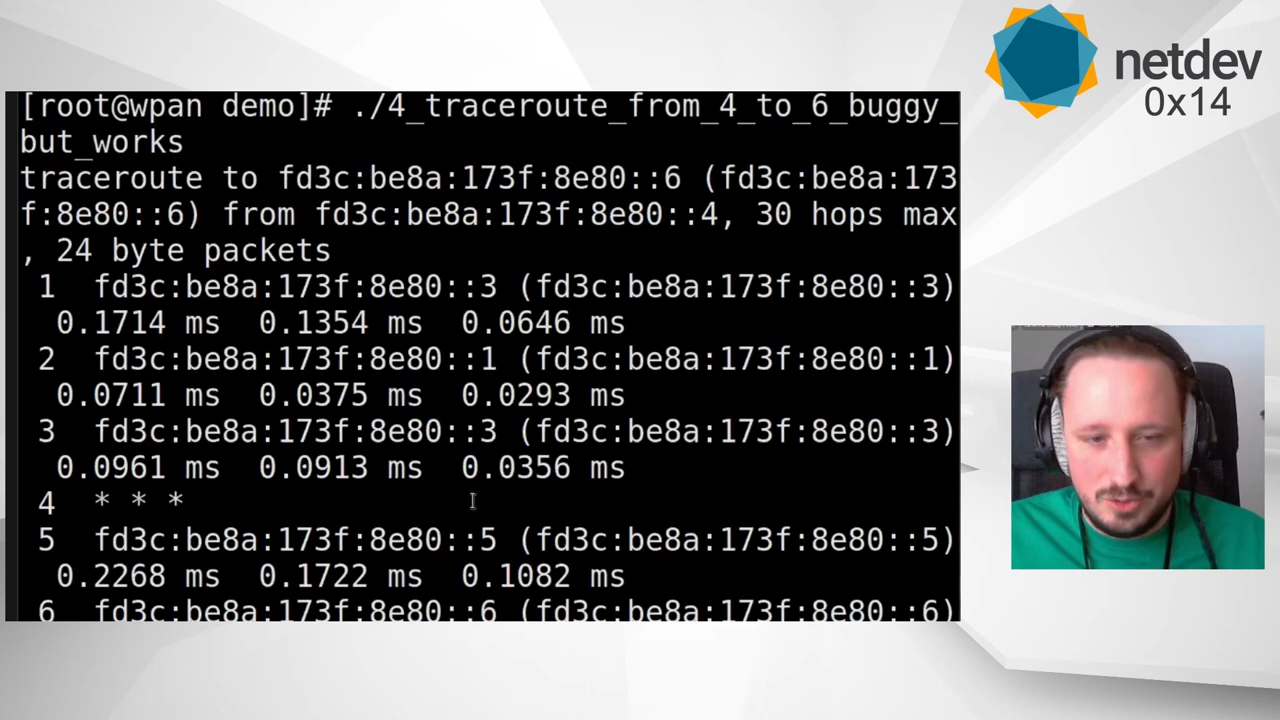 [root@wpan demo]# ./4_traceroute_from_4_to_6_buggy_
but_works
traceroute to fd3c:be8a:173f:8e80::6 (fd3c:be8a:173
f:8e80::6) from fd3c:be8a:173f:8e80::4, 30 hops max
, 24 byte packets
1 fd3c:be8a:173f:8e80::3 (fd3c:be8a:173f:8e80::3)
0.1714 ms 0.1354 ms 0.0646 ms
2 fd3c:be8a:173f:8e80::1 (fd3c:be8a:173f:8e80::1)
0.0711 ms 0.0375 ms 0.0293 ms
3 fd3c:be8a:173f:8e80::3 (fd3c:be8a:173f:8e80::3)
0.0961 ms 0.0913 ms 0.0356 ms
4 * * *
5 fd3c:be8a:173f:8e80::5 (fd3c:be8a:173f:8e80::5)
0.2268 ms 0.1722 ms 0.1082 ms
6 fd3c:be8a:173f:8e80::6 (fd3c:be8a:173f:8e80::6)
netdev
0x14